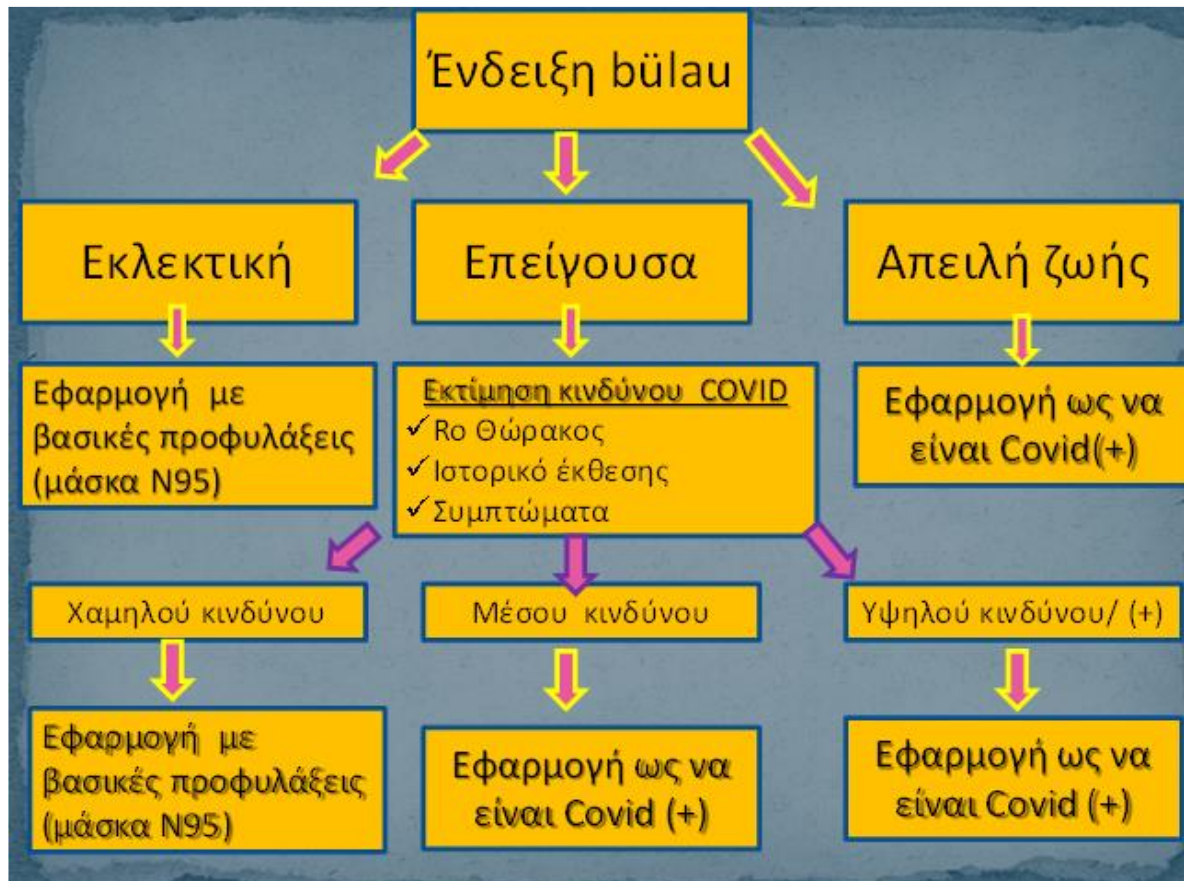 Ένδειξη bülau
Εκλεκτική
Επείγουσα
Απειλή ζωής
Εφαρμογή με
βασικές προφυλάξεις
(μάσκα N95)
Εκτίμηση κινδύνου COVID
✓ Ro Θώρακος
✓ Ιστορικό έκθεσης
✓ Συμπτώματα
Εφαρμογή ως να
είναι Covid(+)
Χαμηλού κινδύνου
Μέσου κινδύνου
Υψηλού κινδύνου/ (+)
Εφαρμογή με
βασικές προφυλάξεις
(μάσκα N95)
Εφαρμογή ως να
είναι Covid (+)
Εφαρμογή ως να
είναι Covid (+)